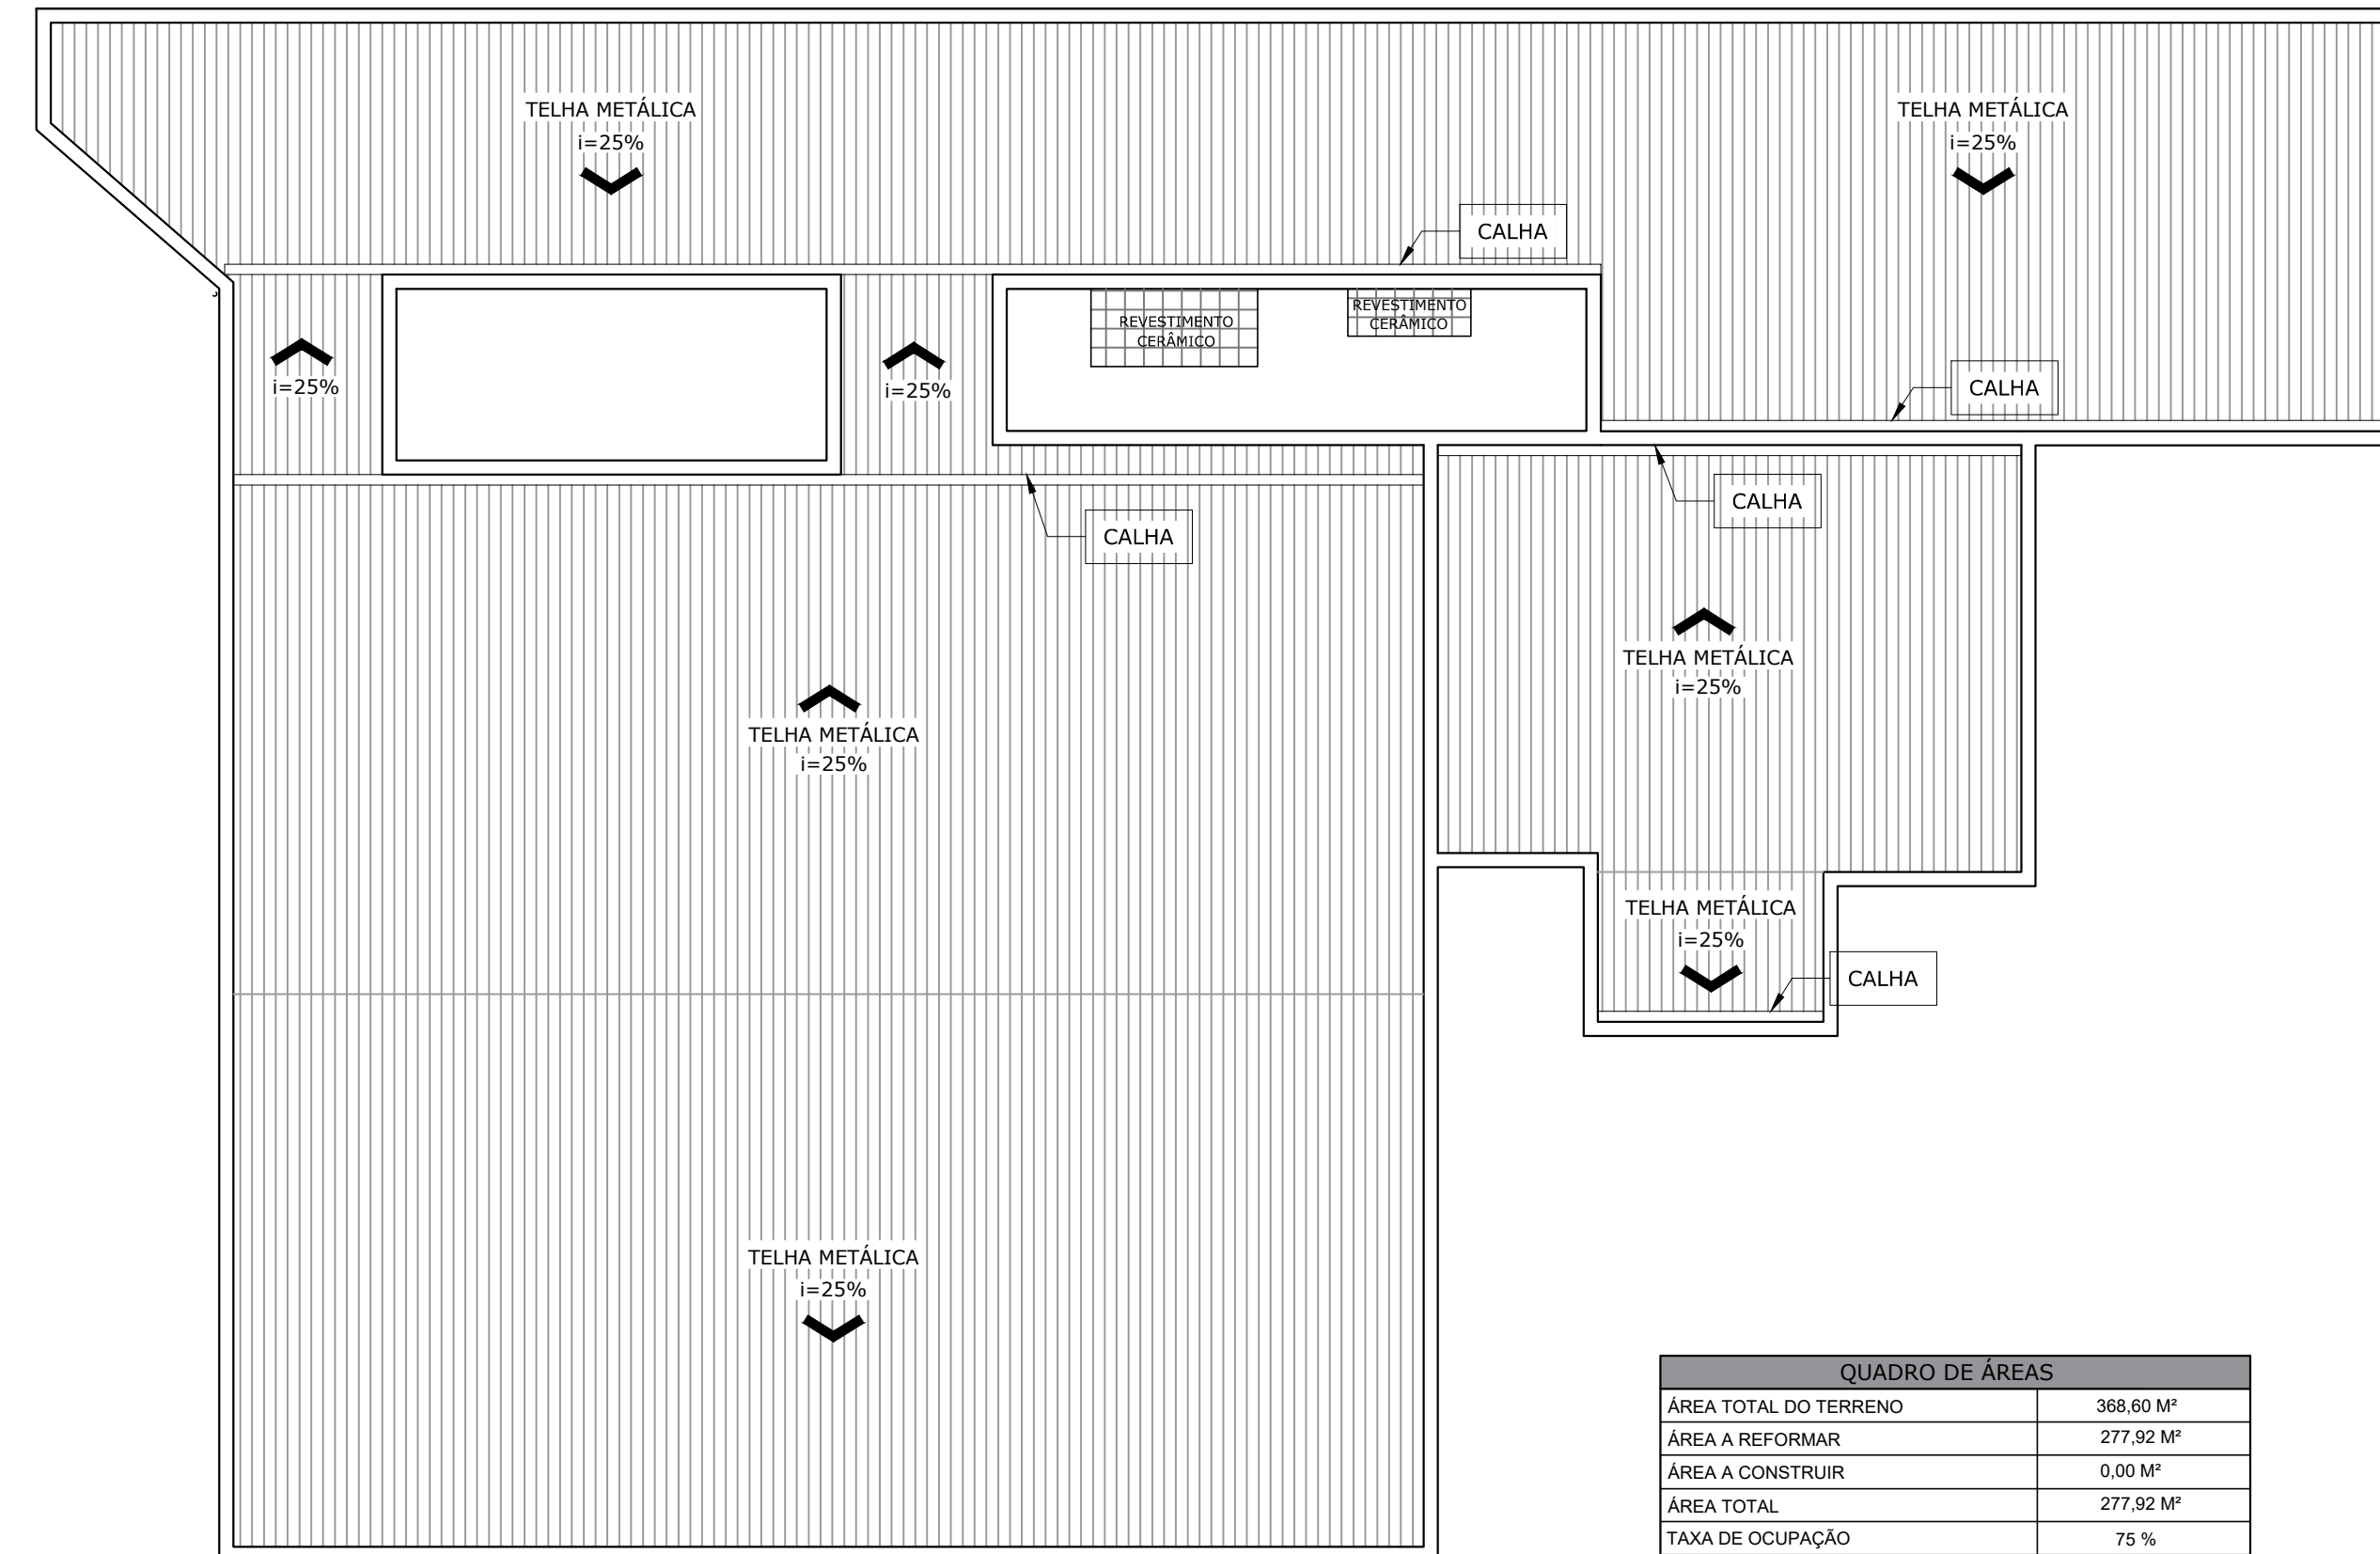 TELHA METÁLICA
i=25%
TELHA METÁLICA
i=25%
CALHA
REVESTIMENTO
CERÂMICO
REVESTIMENTO
CERÂMICO
i=25%
i=25%
CALHA
CALHA
CALHA
TELHA METÁLICA
i=25%
TELHA METÁLICA
i=25%
TELHA METÁLICA
i=25%
CALHA
TELHA METÁLICA
i=25%
QUADRO DE ÁREAS
ÁREA TOTAL DO TERRENO 368,60 M²
ÁREA A REFORMAR 277,92 M²
ÁREA A CONSTRUIR 0,00 M²
ÁREA TOTAL 277,92 M²
TAXA DE OCUPAÇÃO 75 %